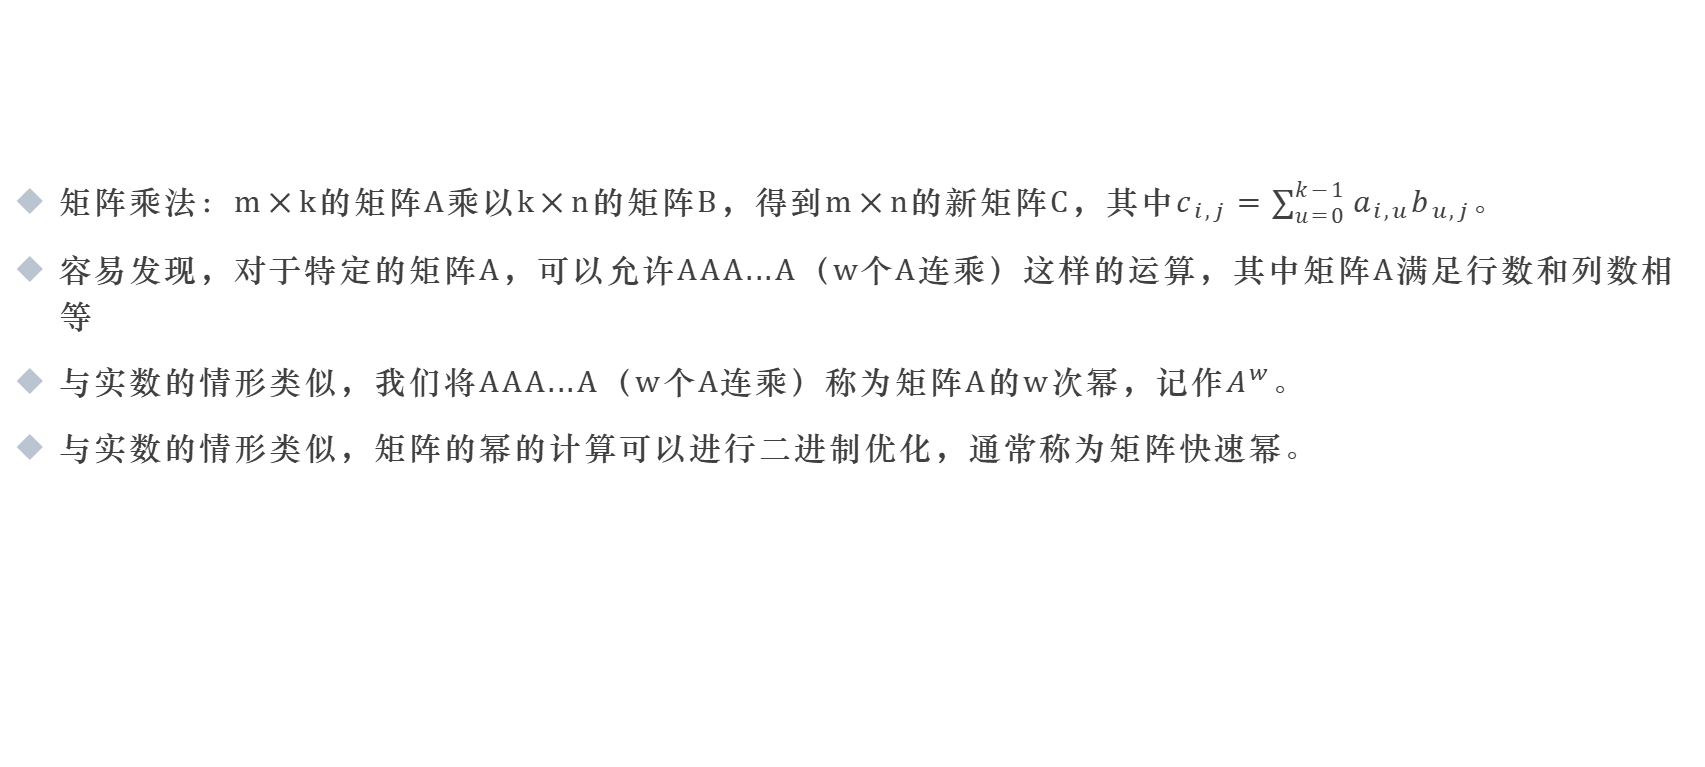 矩阵乘法：m×k的矩阵A乘以k×n的矩阵B，得到m×n的新矩阵C，其中$c_{i,j} = \sum_{u=0}^{k-1} a_{i,u} b_{u,j}$。
容易发现，对于特定的矩阵A，可以允许AAA…A（w个A连乘）这样的运算，其中矩阵A满足行数和列数相
等
与实数的情形类似，我们将AAA…A（w个A连乘）称为矩阵A的w次幂，记作$A^w$。
与实数的情形类似，矩阵的幂的计算可以进行二进制优化，通常称为矩阵快速幂。